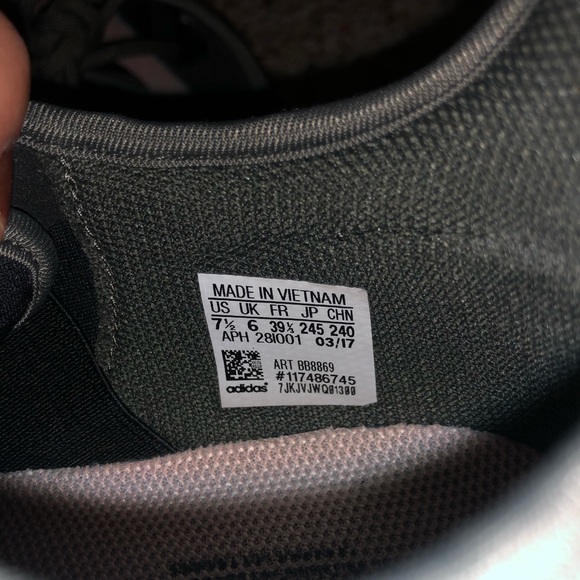 MADE IN VIETNAM
US UK FR JP CHN
7½ 6 39⅓ 245 240
APH 28I001 03/17
ART BB8869
#117486745
adidas® 7JKJVJWQ01300